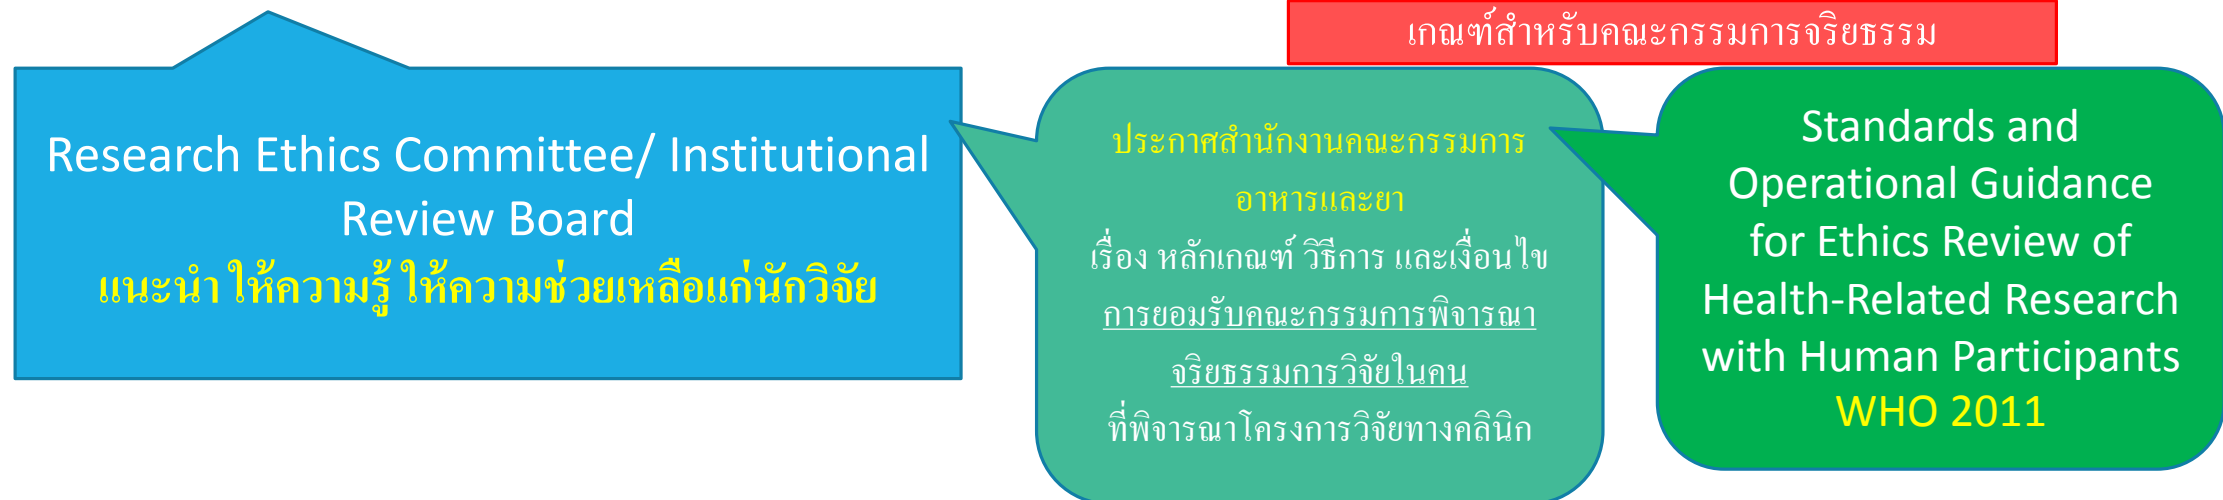 เกณฑ์สำหรับคณะกรรมการจริยธรรม
Research Ethics Committee/ Institutional
Review Board
แนะนำ ให้ความรู้ ให้ความช่วยเหลือแก่นักวิจัย
ประกาศสำนักงานคณะกรรมการ
อาหารและยา
เรื่อง หลักเกณฑ์ วิธีการ และเงื่อนไข
การยอมรับคณะกรรมการพิจารณา
จริยธรรมการวิจัยในคน
ที่พิจารณาโครงการวิจัยทางคลินิก
Standards and
Operational Guidance
for Ethics Review of
Health-Related Research
with Human Participants
WHO 2011